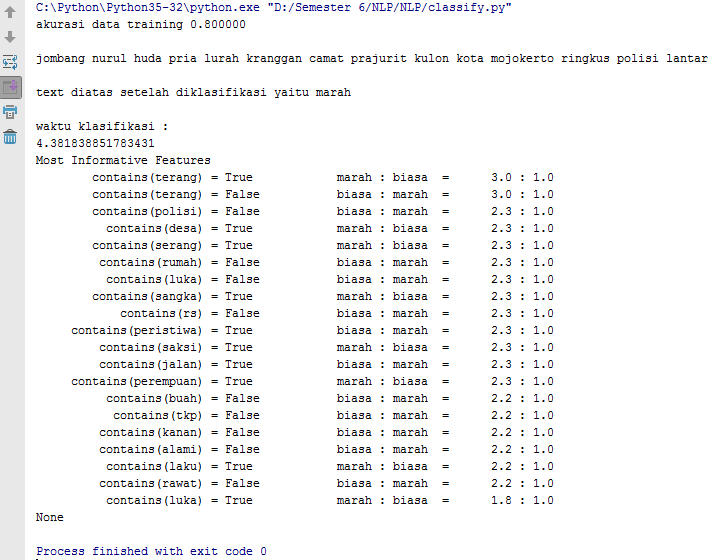 C:\Python\Python35-32\python.exe "D:/Semester 6/NLP/NLP/classify.py"
akurasi data training 0.800000
jombang nurul huda pria lurah kranggan camat prajurit kulon kota mojokerto ringkus polisi lantar
text diatas setelah diklasifikasi yaitu marah
waktu klasifikasi :
4.381838851783431
Most Informative Features
contains(terang) = True marah : biasa = 3.0 : 1.0
contains(terang) = False biasa : marah = 3.0 : 1.0
contains(polisi) = False biasa : marah = 2.3 : 1.0
contains(desa) = True marah : biasa = 2.3 : 1.0
contains(serang) = True marah : biasa = 2.3 : 1.0
contains(rumah) = False biasa : marah = 2.3 : 1.0
contains(luka) = False biasa : marah = 2.3 : 1.0
contains(sangka) = True marah : biasa = 2.3 : 1.0
contains(rs) = False biasa : marah = 2.3 : 1.0
contains(peristiwa) = True marah : biasa = 2.3 : 1.0
contains(saksi) = True marah : biasa = 2.3 : 1.0
contains(jalan) = True marah : biasa = 2.3 : 1.0
contains(perempuan) = True marah : biasa = 2.3 : 1.0
contains(buah) = False biasa : marah = 2.2 : 1.0
contains(tkp) = False biasa : marah = 2.2 : 1.0
contains(kanan) = False biasa : marah = 2.2 : 1.0
contains(alami) = False biasa : marah = 2.2 : 1.0
contains(laku) = True marah : biasa = 2.2 : 1.0
contains(rawat) = False biasa : marah = 2.2 : 1.0
contains(luka) = True marah : biasa = 1.8 : 1.0
None
Process finished with exit code 0